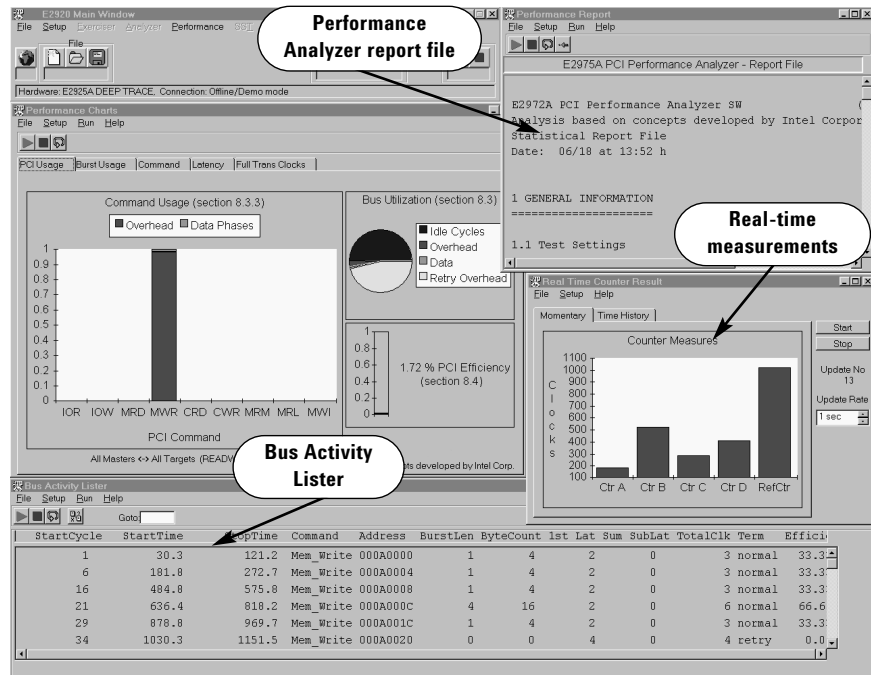 E2920 Main Window
File Setup Exerciser Analyzer Performance SST
File
Hardware: E2925A DEEP TRACE, Connection: Offline/Demo mode
Performance
Analyzer report file
Performance Report
File Setup Run Help
E2975A PCI Performance Analyzer - Report File
E2972A PCI Performance Analyzer SW (
Analysis based on concepts developed by Intel Corpor
Statistical Report File
Date: 06/18 at 13:52 h
1 GENERAL INFORMATION
=====================
1.1 Test Settings
Real-time
measurements
Performance Charts
File Setup Run Help
PCI Usage Burst Usage Command Latency Full Trans Clocks
Command Usage (section 8.3.3)
Overhead Data Phases
1
0.9
0.8
0.7
0.6
0.5
0.4
0.3
0.2
0.1
0
IOR IOW MRD MWR CRD CWR MRM MRL MWI
PCI Command
All Masters <-> All Targets (READ/
Bus Utilization (section 8.3)
Idle Cycles
Overhead
Data
Retry Overhead
1
0.8
0.6
0.4
0.2
0
1.72 % PCI Efficiency
(section 8.4)
pts developed by Intel Corp.
Real Time Counter Result
File Setup Help
Momentary Time History
Counter Measures
Clocks
1100
1000
900
800
700
600
500
400
300
200
100
Ctr A Ctr B Ctr C Ctr D RefCtr
Start
Stop
Update No
13
Update Rate
1 sec
Bus Activity
Lister
Bus Activity Lister
File Setup Run Help
Goto:
StartCycle StartTime StopTime Command Address BurstLen ByteCount 1st Lat Sum SubLat TotalClk Term Efficie
1 30.3 121.2 Mem_Write 000A0000 1 4 2 0 3 normal 33.3
6 181.8 272.7 Mem_Write 000A0004 1 4 2 0 3 normal 33.3
16 484.8 575.8 Mem_Write 000A0008 1 4 2 0 3 normal 33.3
21 636.4 818.2 Mem_Write 000A000C 4 16 2 0 6 normal 66.6
29 878.8 969.7 Mem_Write 000A001C 1 4 2 0 3 normal 33.3
34 1030.3 1151.5 Mem_Write 000A0020 0 0 4 0 4 retry 0.0